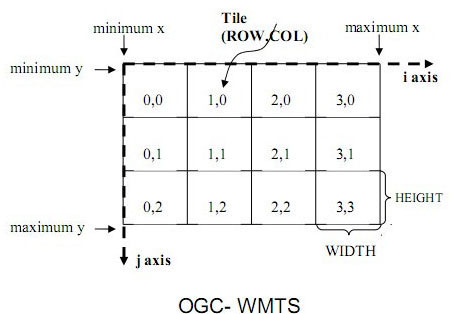 minimum x
Tile
(ROW,COL)
maximum x
minimum y
i axis
0,0 1,0 2,0 3,0
0,1 1,1 2,1 3,1
HEIGHT
0,2 1,2 2,2 3,3
maximum y
WIDTH
j axis
OGC- WMTS